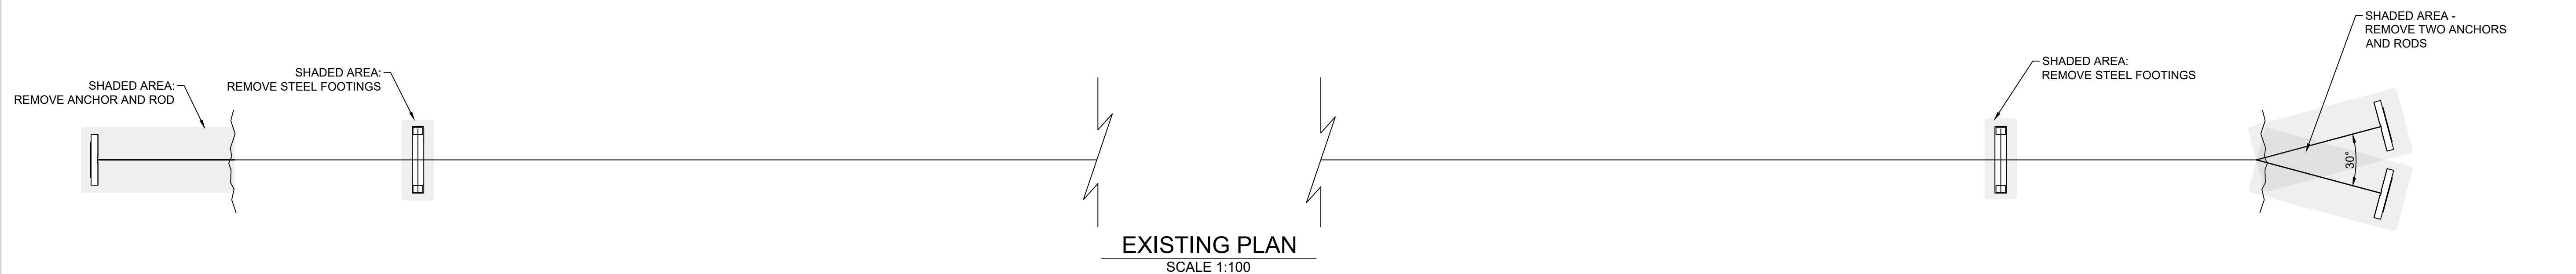 SHADED AREA:
REMOVE ANCHOR AND ROD
SHADED AREA:
REMOVE STEEL FOOTINGS
SHADED AREA:
REMOVE STEEL FOOTINGS
SHADED AREA -
REMOVE TWO ANCHORS
AND RODS
30°
EXISTING PLAN
SCALE 1:100